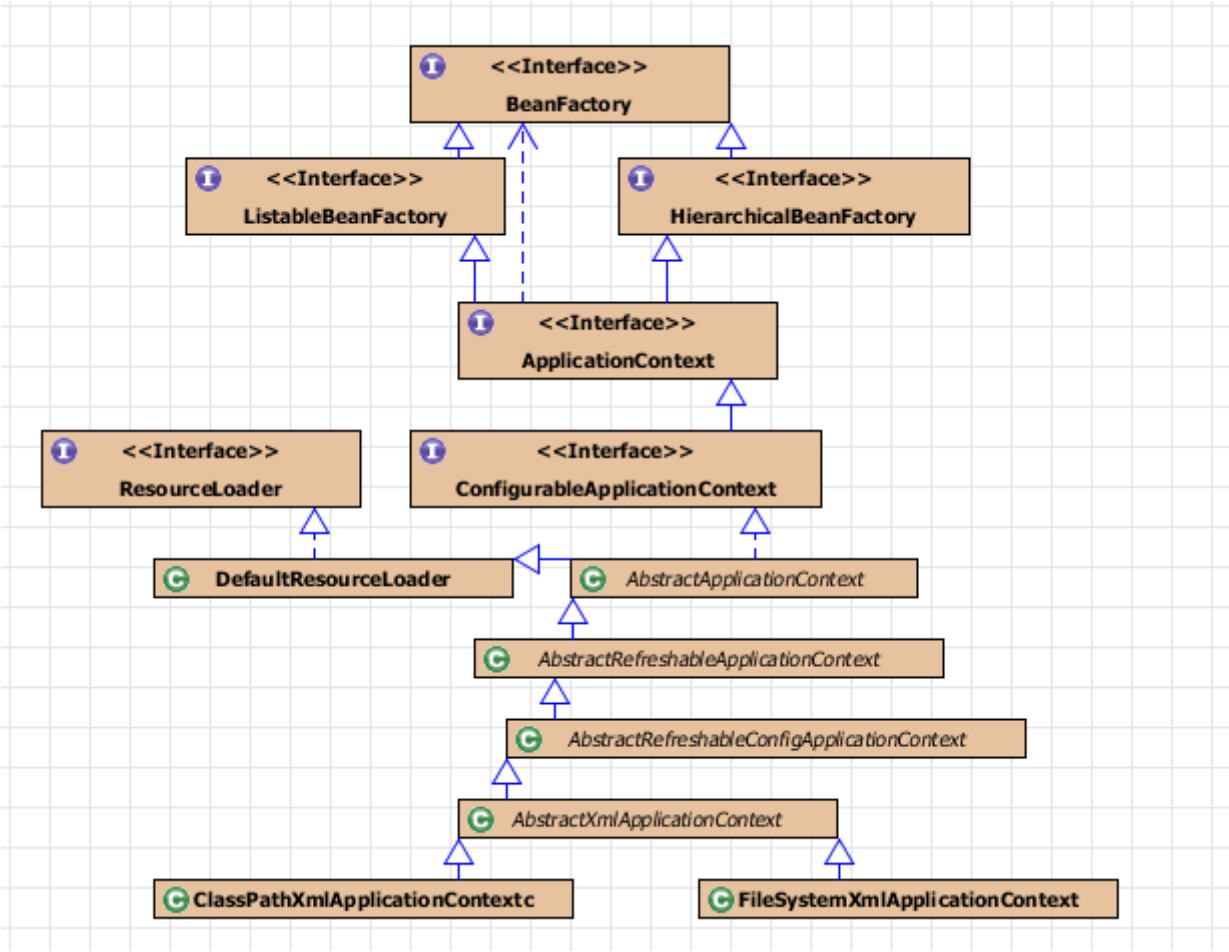 I <<Interface>>
BeanFactory
I <<Interface>>
ListableBeanFactory
I <<Interface>>
HierarchicalBeanFactory
I <<Interface>>
ApplicationContext
I <<Interface>>
ResourceLoader
I <<Interface>>
ConfigurableApplicationContext
C DefaultResourceLoader
C AbstractApplicationContext
C AbstractRefreshableApplicationContext
C AbstractRefreshableConfigApplicationContext
C AbstractXmlApplicationContext
C ClassPathXmlApplicationContextc
C FileSystemXmlApplicationContext